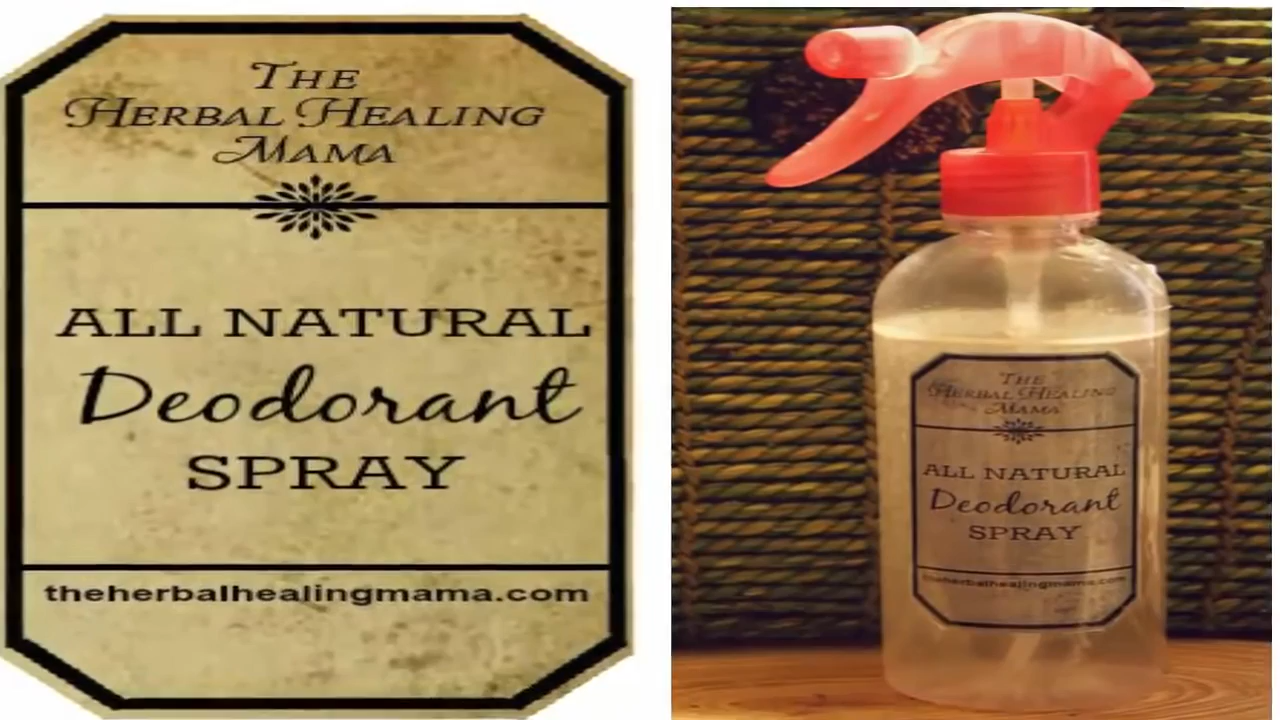 THE
HERBAL HEALING
MAMA
ALL NATURAL
Deodorant
SPRAY
theherbalhealingmama.com
THE
HERBAL HEALING
MAMA
ALL NATURAL
Deodorant
SPRAY
theherbalhealingmama.com